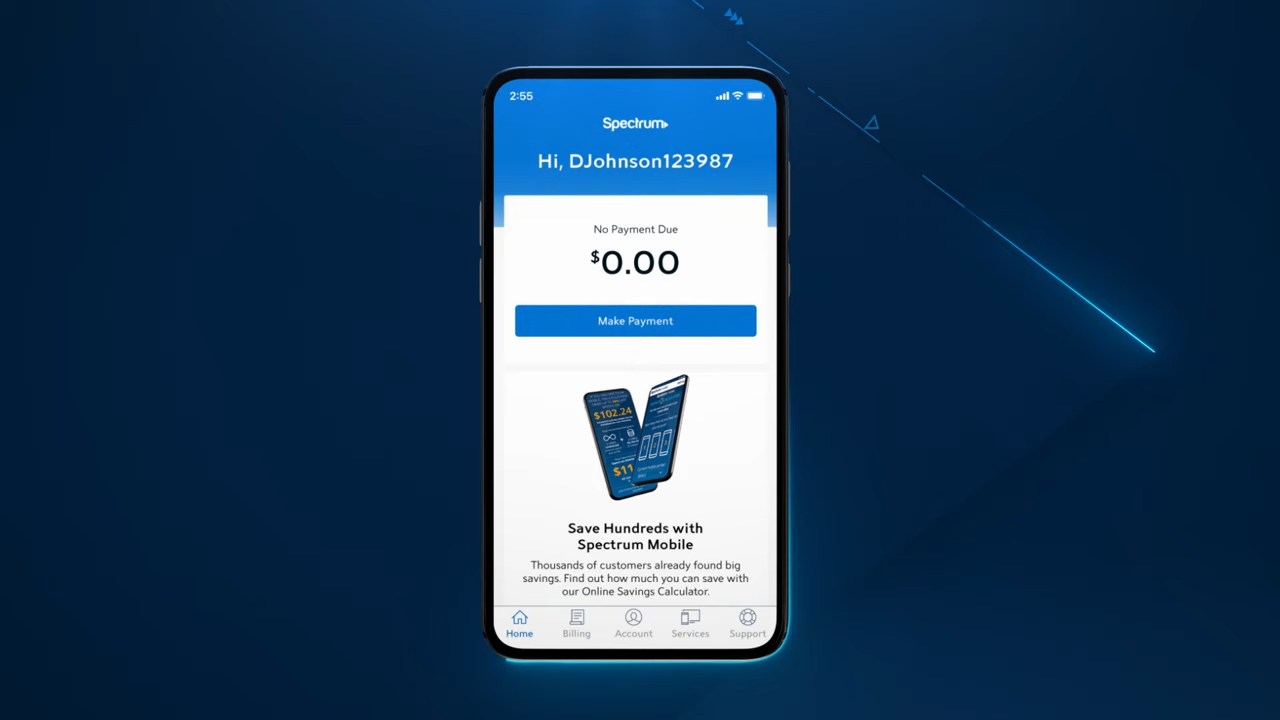 2:55
Spectrum
Hi, DJohnson123987
No Payment Due
$0.00
Make Payment
$102.24
$11
Save Hundreds with
Spectrum Mobile
Thousands of customers already found big
savings. Find out how much you can save with
our Online Savings Calculator.
Home Billing Account Services Support